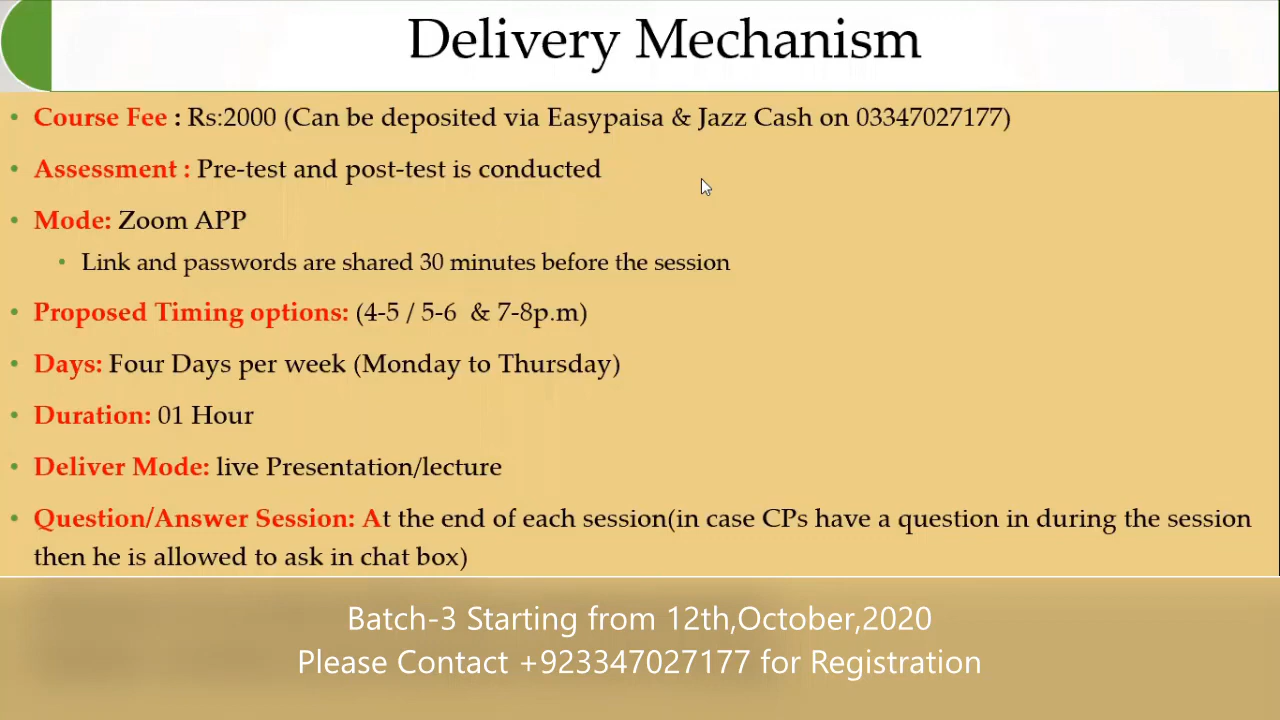 Delivery Mechanism
• Course Fee : Rs:2000 (Can be deposited via Easypaisa & Jazz Cash on 03347027177)
• Assessment : Pre-test and post-test is conducted
• Mode: Zoom APP
• Link and passwords are shared 30 minutes before the session
• Proposed Timing options: (4-5 / 5-6 & 7-8p.m)
• Days: Four Days per week (Monday to Thursday)
• Duration: 01 Hour
• Deliver Mode: live Presentation/lecture
• Question/Answer Session: At the end of each session(in case CPs have a question in during the session
then he is allowed to ask in chat box)
Batch-3 Starting from 12th,October,2020
Please Contact +923347027177 for Registration